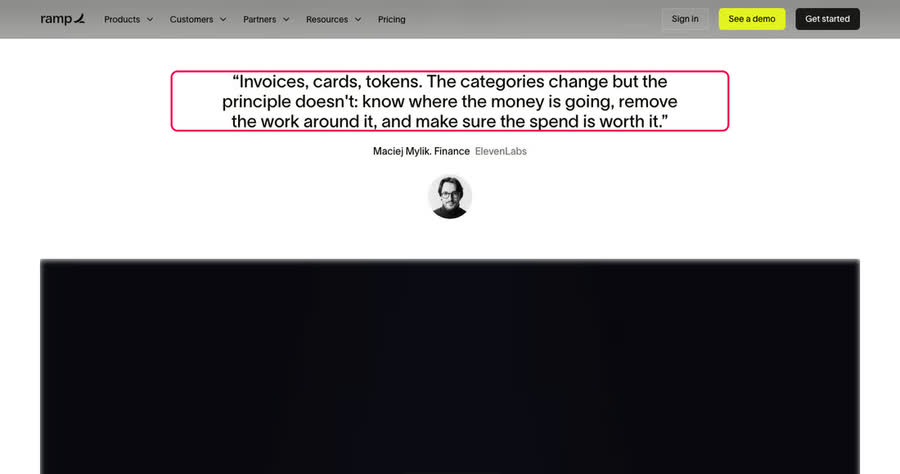 ramp
Products
Customers
Partners
Resources
Pricing
Sign in
See a demo
Get started
“Invoices, cards, tokens. The categories change but the
principle doesn't: know where the money is going, remove
the work around it, and make sure the spend is worth it.”
Maciej Mylik. Finance ElevenLabs